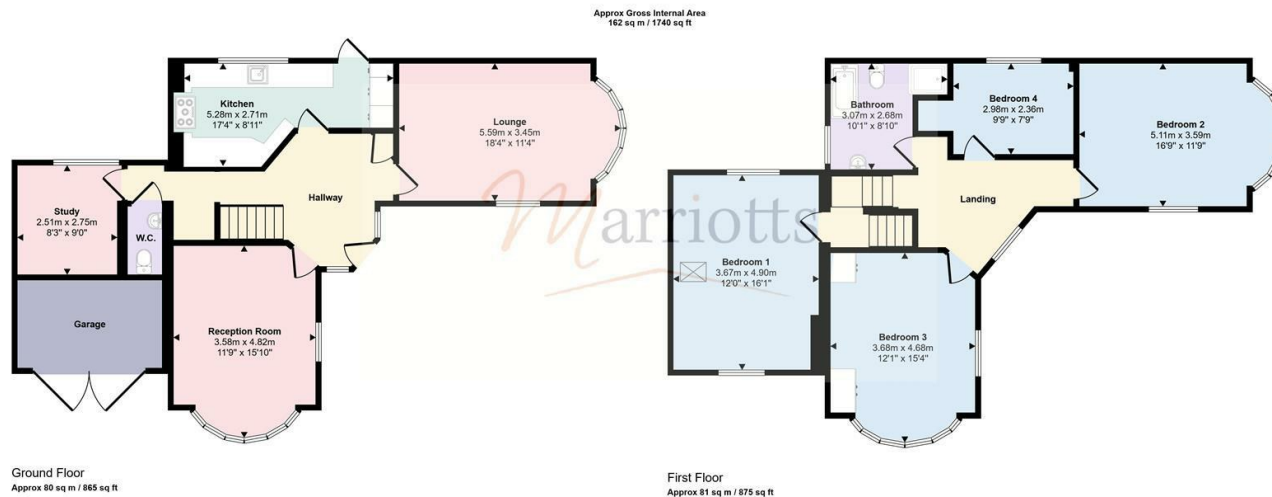 Approx Gross Internal Area
162 sq m / 1740 sq ft
Kitchen
5.28m x 2.71m
17'4" x 8'11"
Lounge
5.59m x 3.45m
18'4" x 11'4"
Study
2.51m x 2.75m
8'3" x 9'0"
W.C.
Hallway
Garage
Reception Room
3.58m x 4.82m
11'9" x 15'10"
Ground Floor
Approx 80 sq m / 865 sq ft
Marriotts
Bathroom
3.07m x 2.68m
10'1" x 8'10"
Bedroom 4
2.98m x 2.36m
9'9" x 7'9"
Bedroom 2
5.11m x 3.59m
16'9" x 11'9"
Landing
Bedroom 1
3.67m x 4.90m
12'0" x 16'1"
Bedroom 3
3.68m x 4.68m
12'1" x 15'4"
First Floor
Approx 81 sq m / 875 sq ft